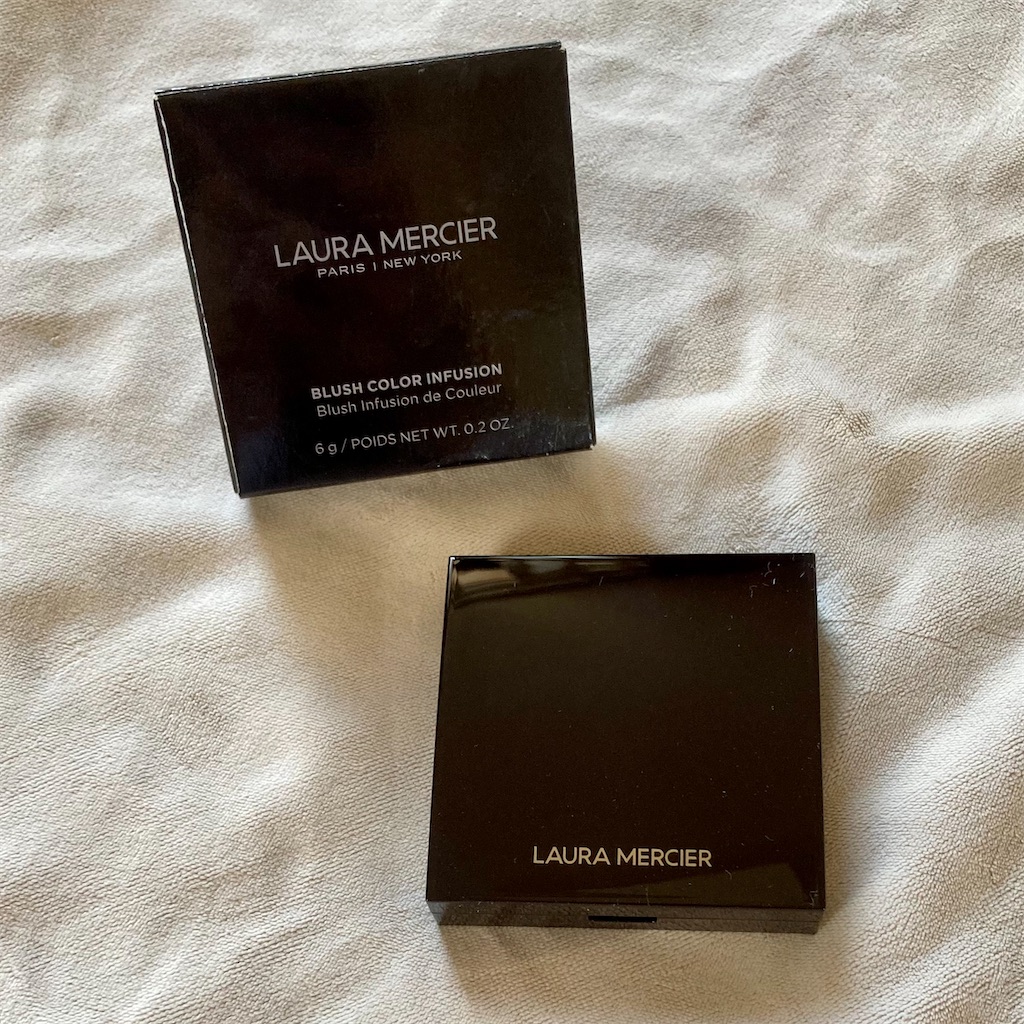 LAURA MERCIER
PARIS | NEW YORK
BLUSH COLOR INFUSION
Blush Infusion de Couleur
6 g / POIDS NET WT. 0.2 OZ.
LAURA MERCIER